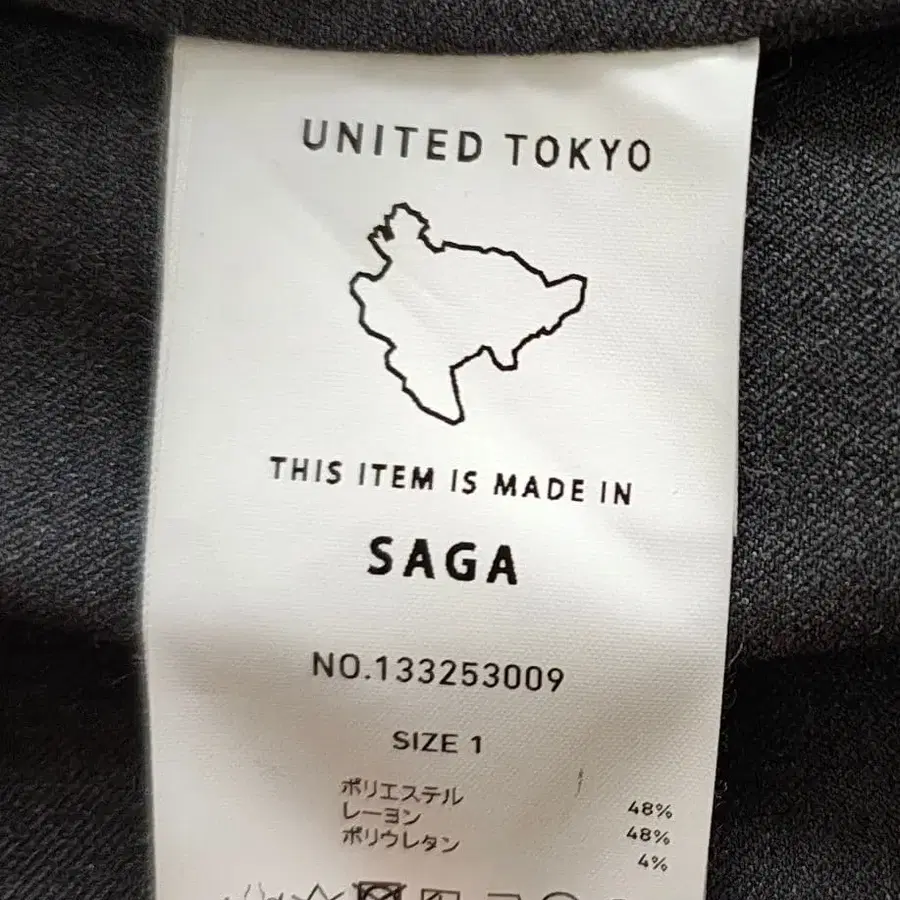 UNITED TOKYO
THIS ITEM IS MADE IN
SAGA
NO.133253009
SIZE 1
ポリエステル 48%
レーヨン 48%
ポリウレタン 4%